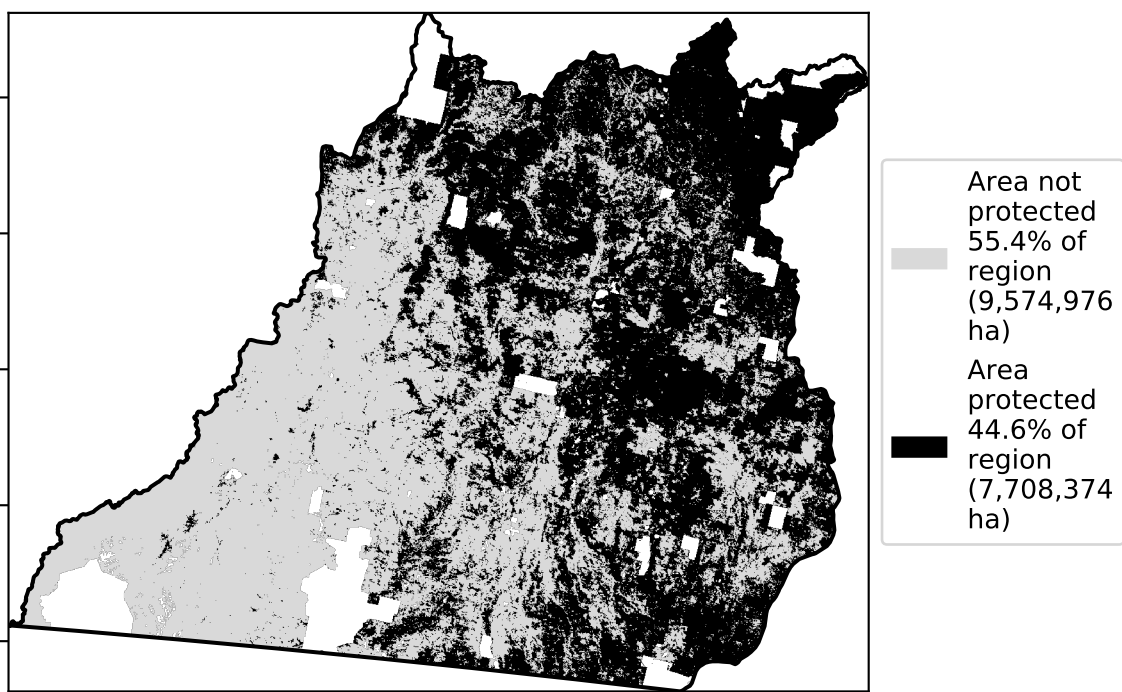 Area not
protected
55.4% of
region
(9,574,976
ha)
Area
protected
44.6% of
region
(7,708,374
ha)